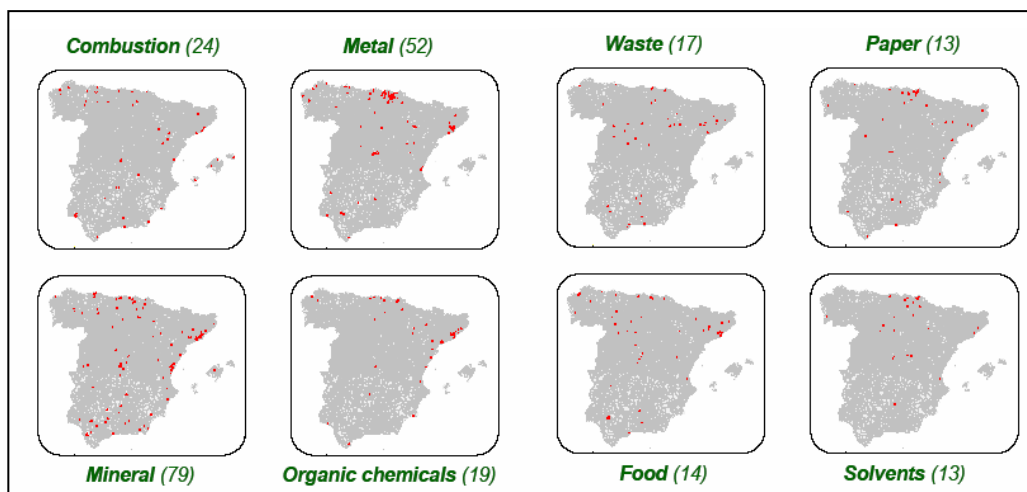 Combustion (24)
Metal (52)
Waste (17)
Paper (13)
Mineral (79)
Organic chemicals (19)
Food (14)
Solvents (13)